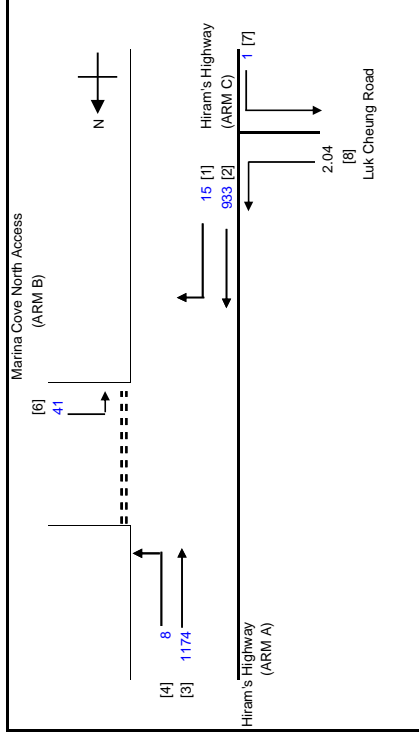 Marina Cove North Access
(ARM B)
N
[6]
41
Hiram's Highway
(ARM C)
15 [1]
933 [2]
1 [7]
[4]
8
[3]
1174
2.04
[8]
Luk Cheung Road
Hiram's Highway
(ARM A)